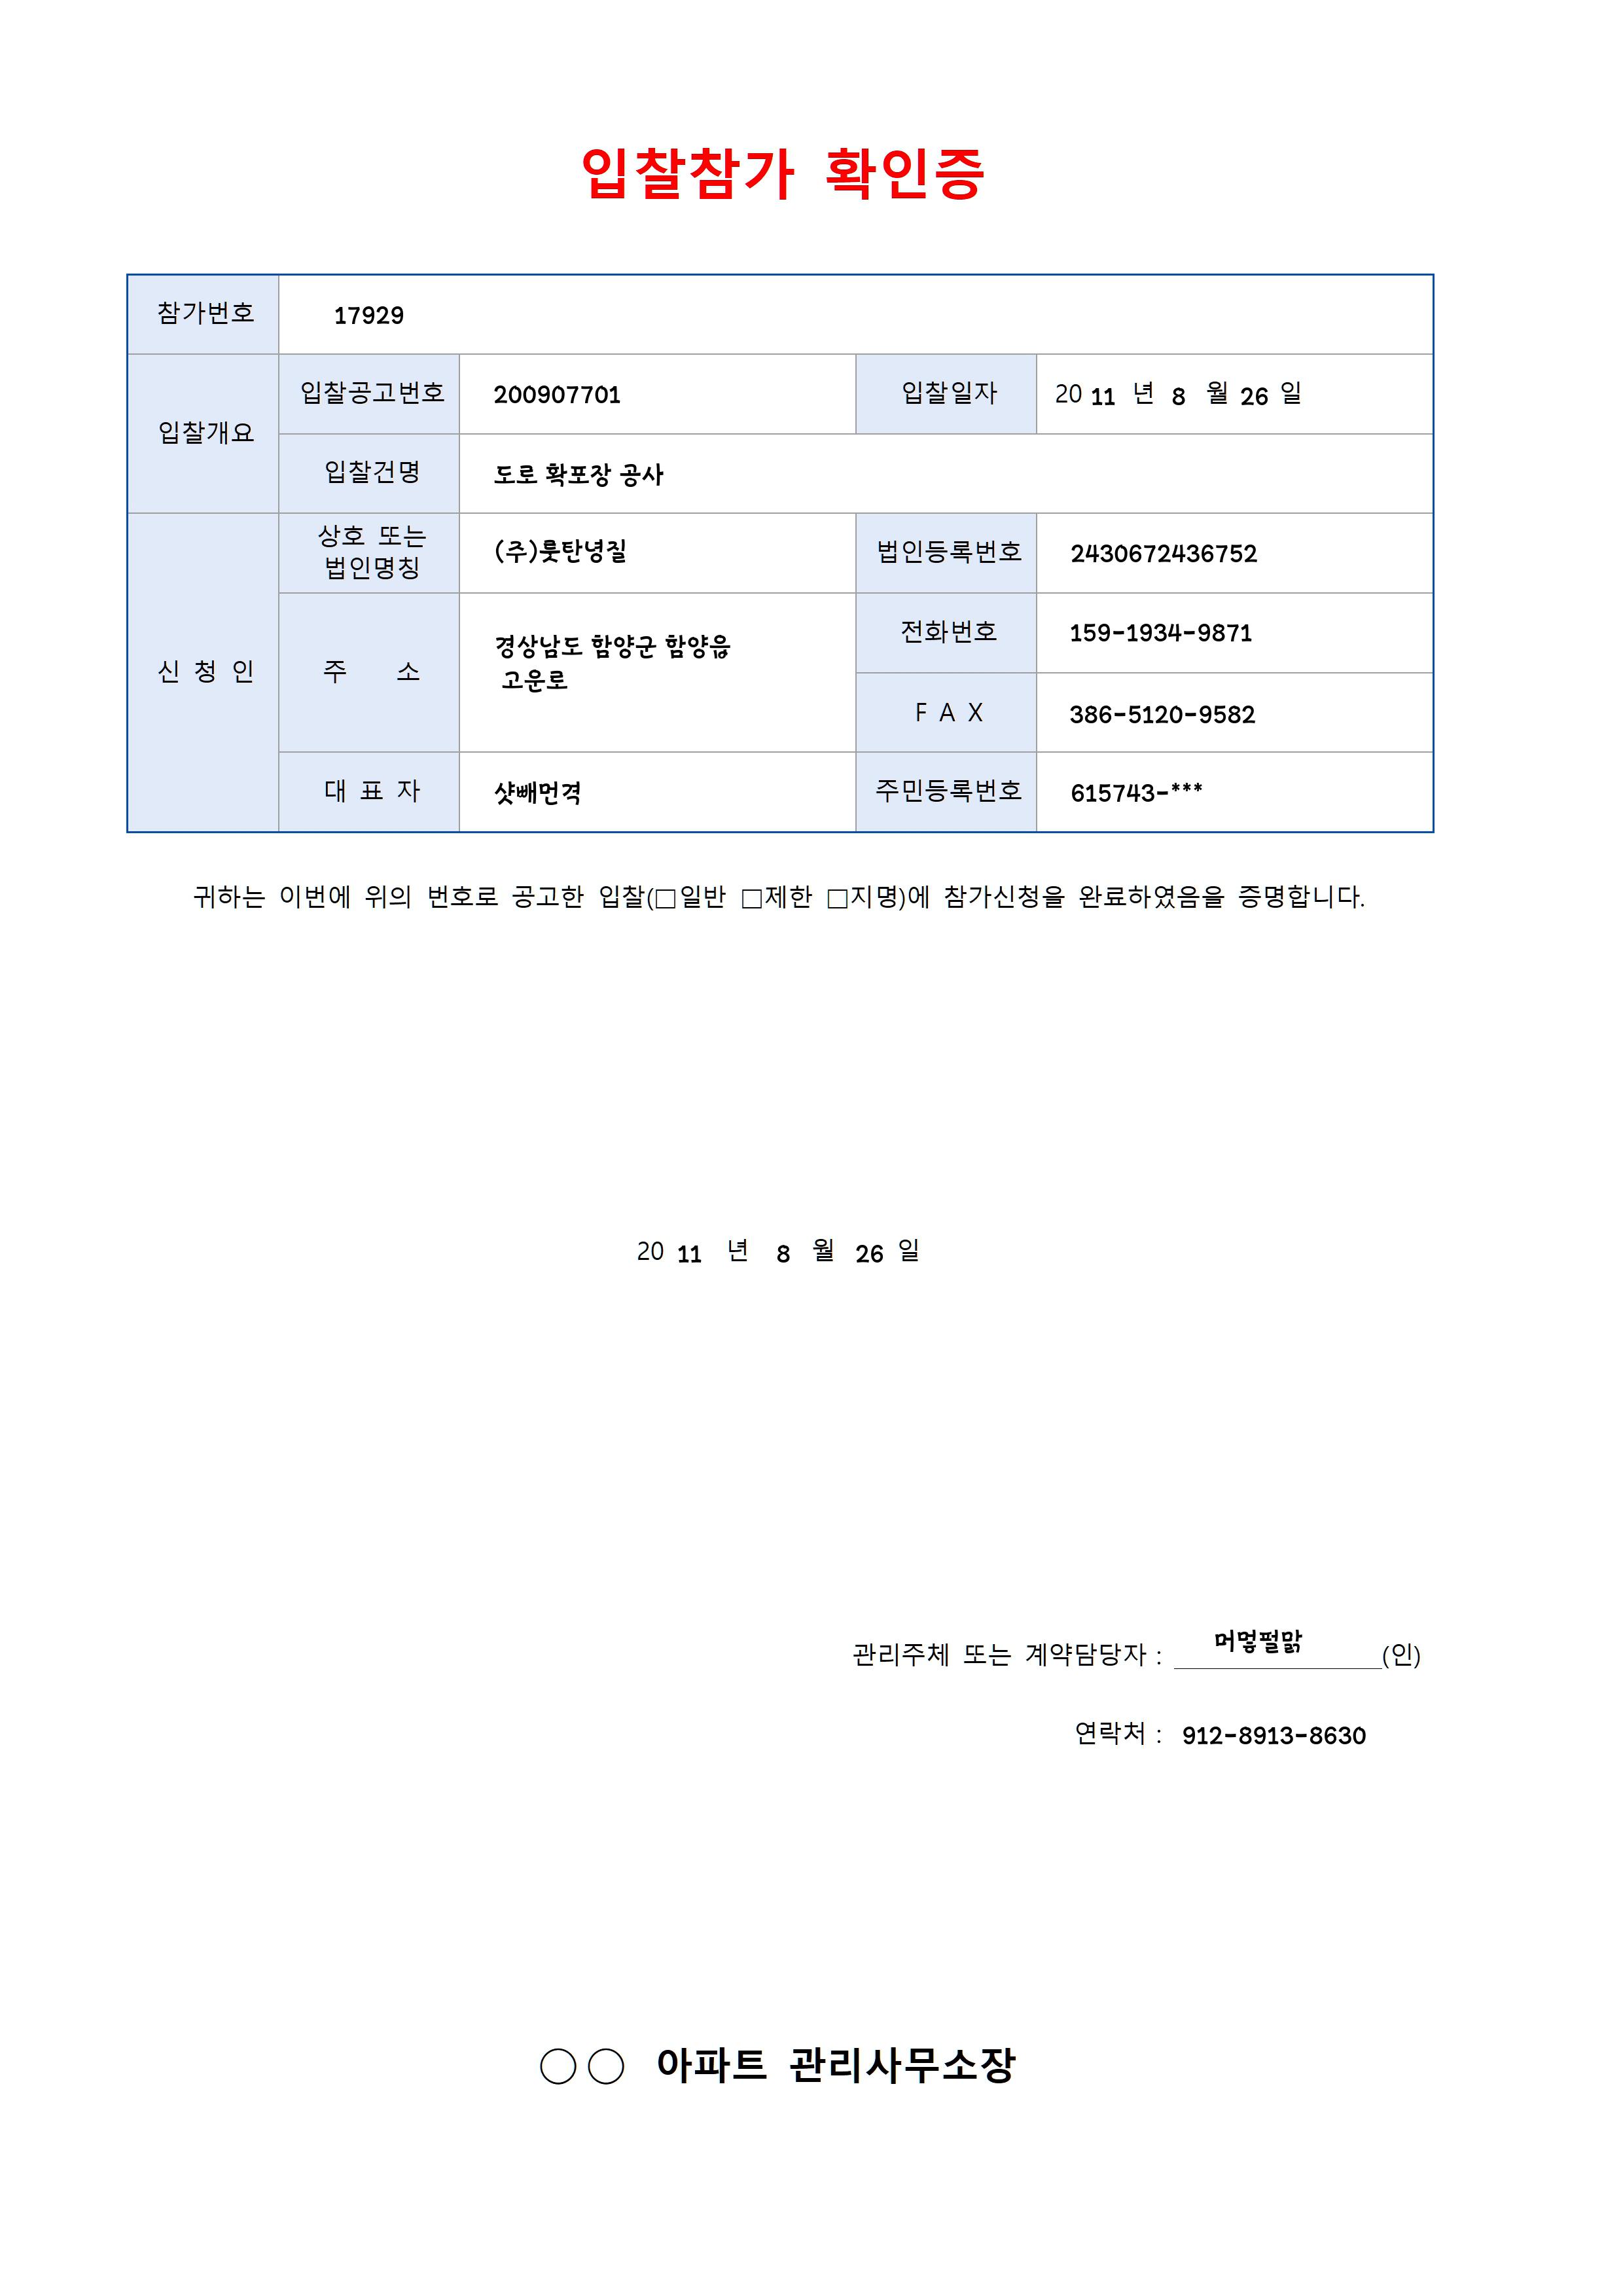 입찰참가 확인증
참가번호 17929
입찰개요 입찰공고번호 200907701 입찰일자 20 11 년 8 월 26 일
입찰건명 도로 확포장 공사
신 청 인 상호 또는 법인명칭 (주)룻탄녕질 법인등록번호 2430672436752
주 소 경상남도 함양군 함양읍
고운로
전화번호 159-1934-9871
F A X 386-5120-9582
대 표 자 샷빼먼격 주민등록번호 615743-***
귀하는 이번에 위의 번호로 공고한 입찰(□일반 □제한 □지명)에 참가신청을 완료하였음을 증명합니다.
20 11 년 8 월 26 일
관리주체 또는 계약담당자 : 머멓펄맑 (인)
연락처 : 912-8913-8630
○○ 아파트 관리사무소장